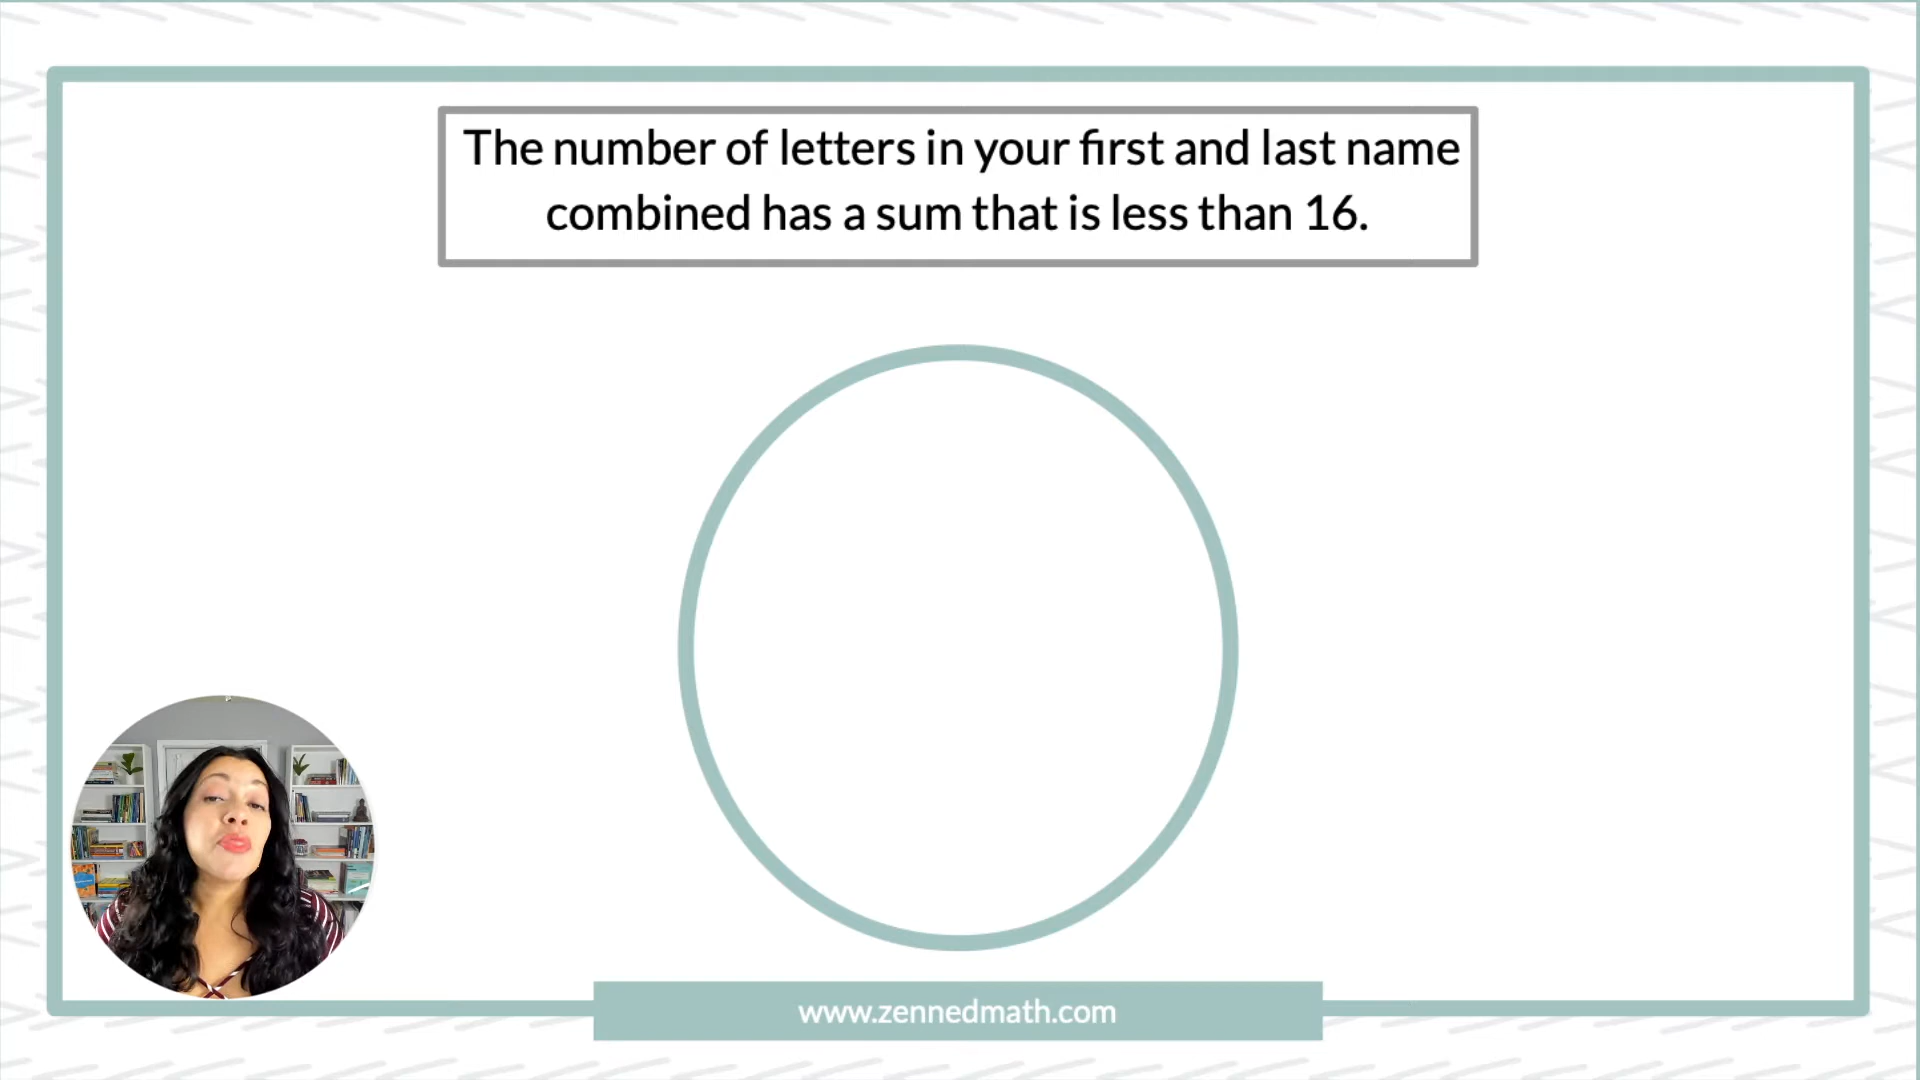 The number of letters in your first and last name
combined has a sum that is less than 16.
www.zennedmath.com